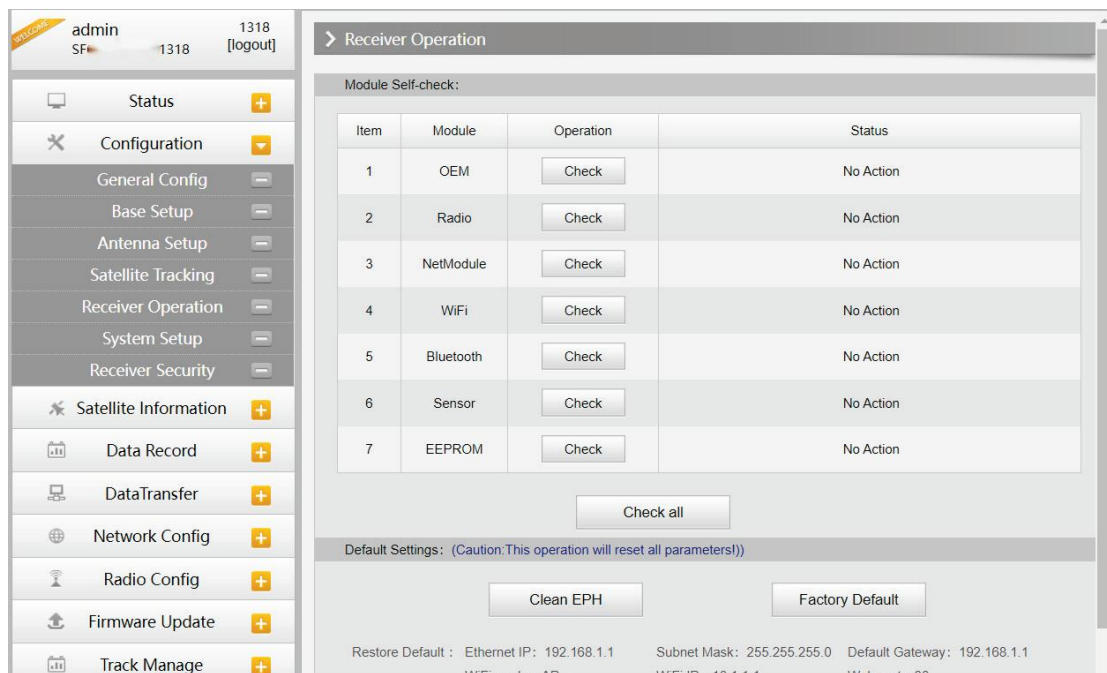 WELCOME
admin
1318
SF 1318
[logout]
Status
Configuration
General Config
Base Setup
Antenna Setup
Satellite Tracking
Receiver Operation
System Setup
Receiver Security
Satellite Information
Data Record
DataTransfer
Network Config
Radio Config
Firmware Update
Track Manage
Receiver Operation
Module Self-check:
Item Module Operation Status
1 OEM Check No Action
2 Radio Check No Action
3 NetModule Check No Action
4 WiFi Check No Action
5 Bluetooth Check No Action
6 Sensor Check No Action
7 EEPROM Check No Action
Check all
Default Settings: (Caution:This operation will reset all parameters!))
Clean EPH Factory Default
Restore Default : Ethernet IP: 192.168.1.1 Subnet Mask: 255.255.255.0 Default Gateway: 192.168.1.1